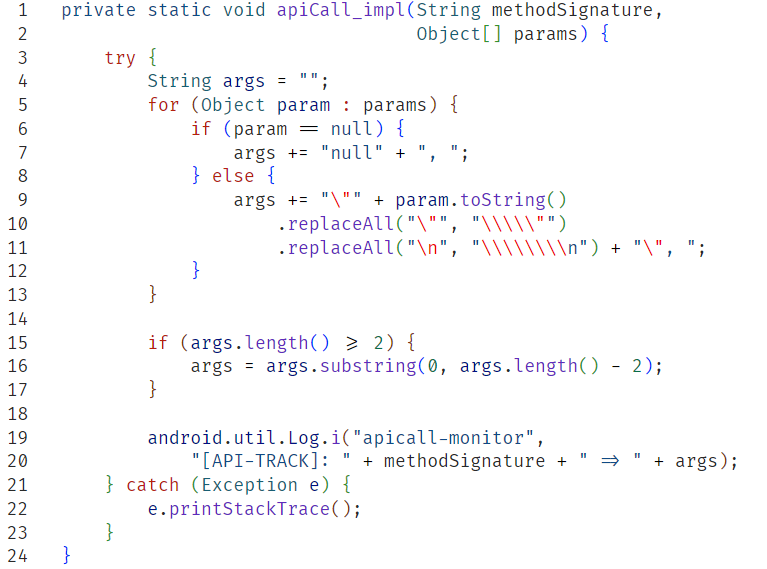 1 private static void apiCall_impl(String methodSignature,
2 Object[] params) {
3 try {
4 String args = "";
5 for (Object param : params) {
6 if (param == null) {
7 args += "null" + ", ";
8 } else {
9 args += "\"" + param.toString()
10 .replaceAll("\"", "\\\\\"")
11 .replaceAll("\n", "\\\\\\\\n") + "\", ";
12 }
13 }
14
15 if (args.length() >= 2) {
16 args = args.substring(0, args.length() - 2);
17 }
18
19 android.util.Log.i("apicall-monitor",
20 "[API-TRACK]: " + methodSignature + " => " + args);
21 } catch (Exception e) {
22 e.printStackTrace();
23 }
24 }